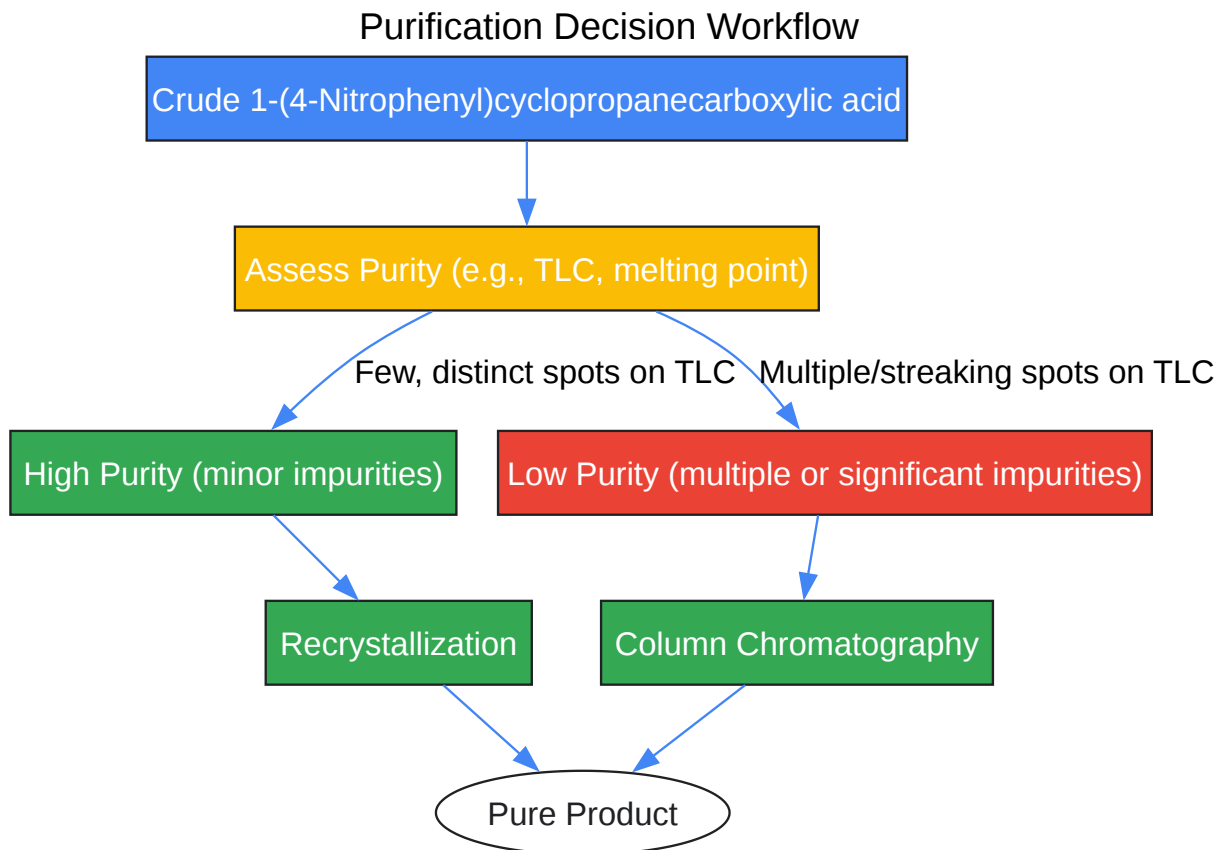 Purification Decision Workflow
Crude 1-(4-Nitrophenyl)cyclopropanecarboxylic acid
Assess Purity (e.g., TLC, melting point)
Few, distinct spots on TLC
Multiple/streaking spots on TLC
High Purity (minor impurities)
Low Purity (multiple or significant impurities)
Recrystallization
Column Chromatography
Pure Product